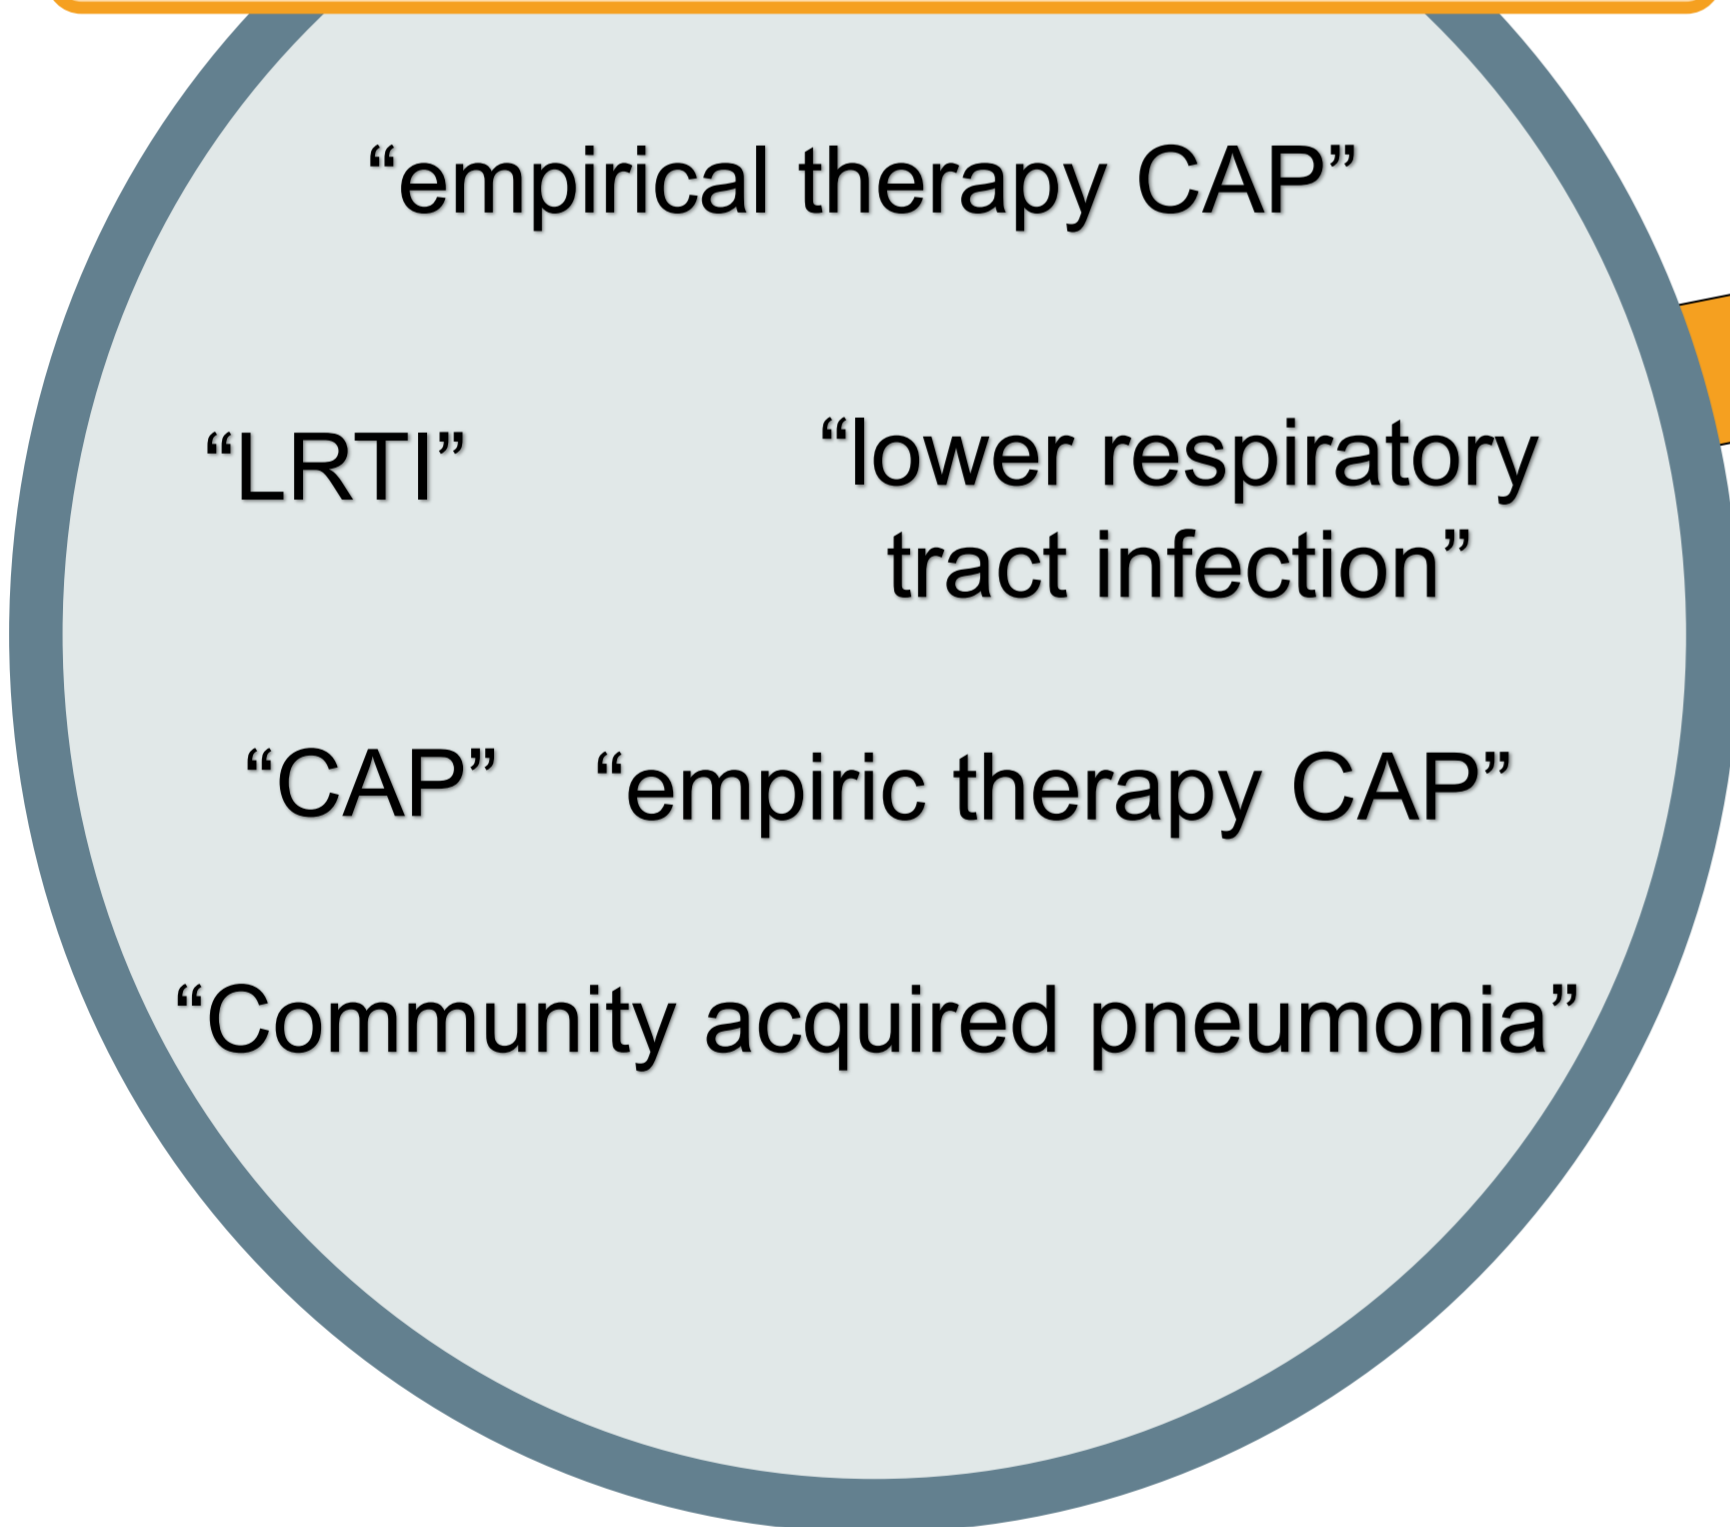 “empirical therapy CAP”
“LRTI”
“lower respiratory
tract infection”
“CAP”
“empiric therapy CAP”
“Community acquired pneumonia”